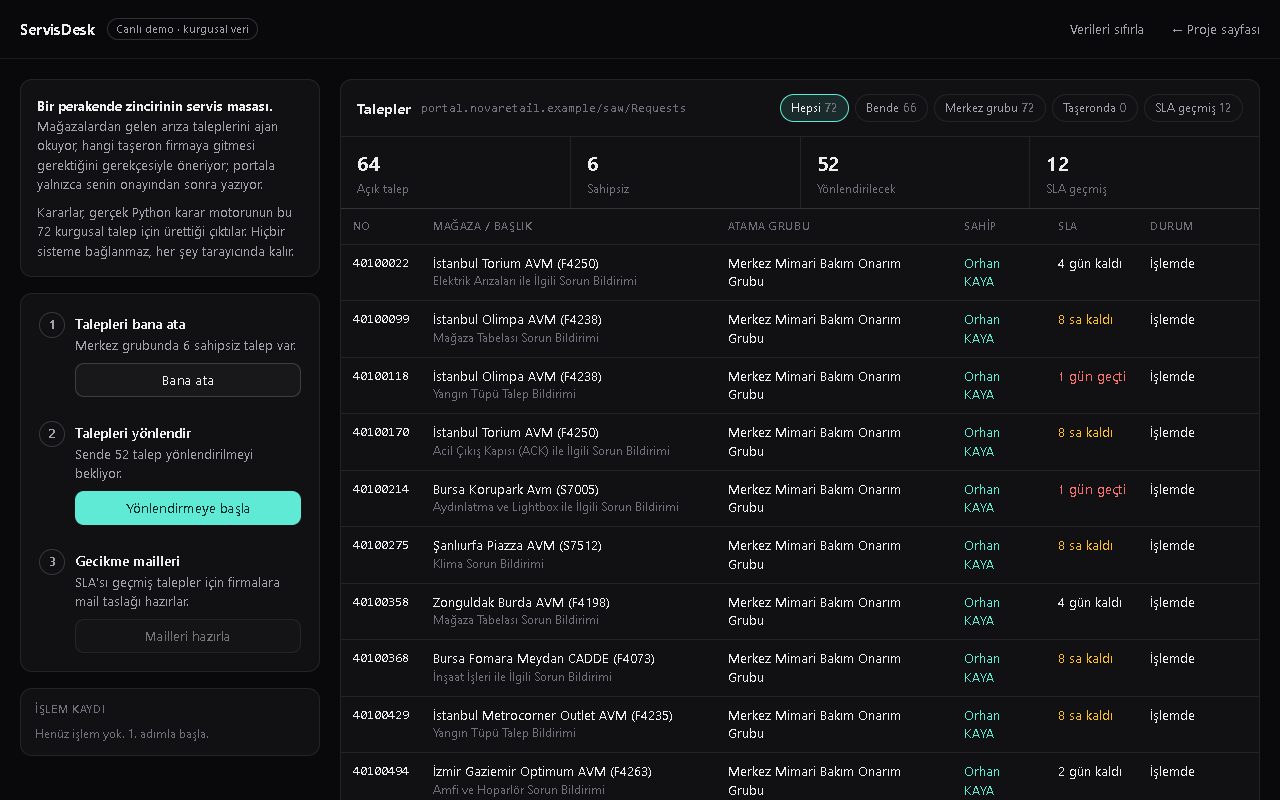 ServisDesk
Canlı demo · kurgusal veri
Verileri sıfırla
← Proje sayfası
Bir perakende zincirinin servis masası.
Mağazalardan gelen arıza taleplerini ajan
okuyor, hangi taşeron firmaya gitmesi
gerektiğini gerekçesiyle öneriyor; portala
yalnızca senin onayından sonra yazıyor.
Kararlar, gerçek Python karar motorunun bu
72 kurgusal talep için ürettiği çıktılar. Hiçbir
sisteme bağlanmaz, her şey tarayıcında kalır.
1
Talepleri bana ata
Merkez grubunda 6 sahipsiz talep var.
Bana ata
2
Talepleri yönlendir
Sende 52 talep yönlendirilmeyi
bekliyor.
Yönlendirmeye başla
3
Gecikme mailleri
SLA'sı geçmiş talepler için firmalara
mail taslağı hazırlar.
Mailleri hazırla
İŞLEM KAYDI
Henüz işlem yok. 1. adımla başla.
Talepler
portal.novaretail.example/saw/Requests
Hepsi 72
Bende 66
Merkez grubu 72
Taşeronda 0
SLA geçmiş 12
64
Açık talep
6
Sahipsiz
52
Yönlendirilecek
12
SLA geçmiş
NO
MAĞAZA / BAŞLIK
ATAMA GRUBU
SAHİP
SLA
DURUM
40100022
İstanbul Torium AVM (F4250)
Elektrik Arızaları ile İlgili Sorun Bildirimi
Merkez Mimari Bakım Onarım
Grubu
Orhan
KAYA
4 gün kaldı
İşlemde
40100099
İstanbul Olimpa AVM (F4238)
Mağaza Tabelası Sorun Bildirimi
Merkez Mimari Bakım Onarım
Grubu
Orhan
KAYA
8 sa kaldı
İşlemde
40100118
İstanbul Olimpa AVM (F4238)
Yangın Tüpü Talep Bildirimi
Merkez Mimari Bakım Onarım
Grubu
Orhan
KAYA
1 gün geçti
İşlemde
40100170
İstanbul Torium AVM (F4250)
Acil Çıkış Kapısı (ACK) ile İlgili Sorun Bildirimi
Merkez Mimari Bakım Onarım
Grubu
Orhan
KAYA
8 sa kaldı
İşlemde
40100214
Bursa Korupark Avm (S7005)
Aydınlatma ve Lightbox ile İlgili Sorun Bildirimi
Merkez Mimari Bakım Onarım
Grubu
Orhan
KAYA
1 gün geçti
İşlemde
40100275
Şanlıurfa Piazza AVM (S7512)
Klima Sorun Bildirimi
Merkez Mimari Bakım Onarım
Grubu
Orhan
KAYA
8 sa kaldı
İşlemde
40100358
Zonguldak Burda AVM (F4198)
Mağaza Tabelası Sorun Bildirimi
Merkez Mimari Bakım Onarım
Grubu
Orhan
KAYA
4 gün kaldı
İşlemde
40100368
Bursa Fomara Meydan CADDE (F4073)
İnşaat İşleri ile İlgili Sorun Bildirimi
Merkez Mimari Bakım Onarım
Grubu
Orhan
KAYA
8 sa kaldı
İşlemde
40100429
İstanbul Metrocorner Outlet AVM (F4235)
Yangın Tüpü Talep Bildirimi
Merkez Mimari Bakım Onarım
Grubu
Orhan
KAYA
8 sa kaldı
İşlemde
40100494
İzmir Gaziemir Optimum AVM (F4263)
Amfi ve Hoparlör Sorun Bildirimi
Merkez Mimari Bakım Onarım
Grubu
Orhan
KAYA
2 gün kaldı
İşlemde